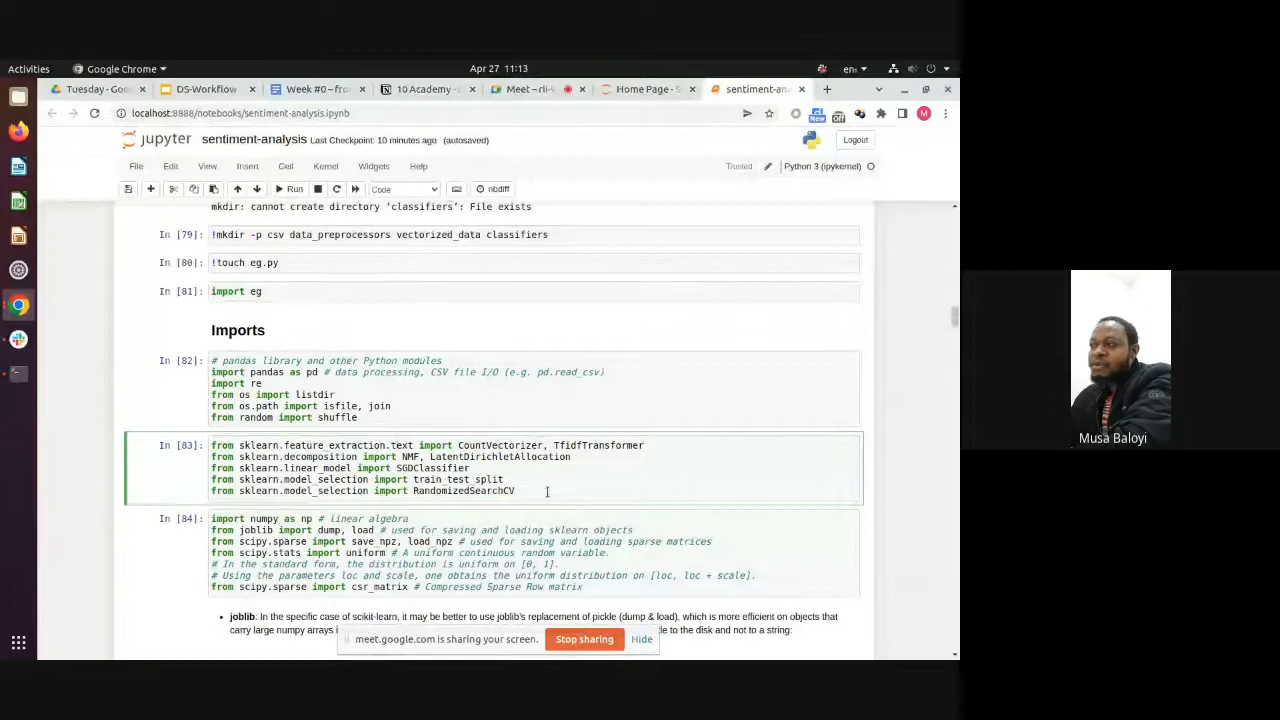 Activities
Google Chrome
Apr 27 11:13
en
Tuesday - Goo
DS-Workflow
Week #0 – fro
10 Academy -
Meet – rii-v
Home Page - S
sentiment-an
localhost:8888/notebooks/sentiment-analysis.ipynb
New
Off
M
jupyter sentiment-analysis Last Checkpoint: 10 minutes ago (autosaved)
Logout
File Edit View Insert Cell Kernel Widgets Help
Trusted
Python 3 (ipykernel)
Run
Code
nbdiff
mkdir: cannot create directory ‘classifiers’: File exists
In [79]: !mkdir -p csv data_preprocessors vectorized_data classifiers
In [80]: !touch eg.py
In [81]: import eg
Imports
In [82]: # pandas library and other Python modules
import pandas as pd # data processing, CSV file I/O (e.g. pd.read_csv)
import re
from os import listdir
from os.path import isfile, join
from random import shuffle
In [83]: from sklearn.feature_extraction.text import CountVectorizer, TfidfTransformer
from sklearn.decomposition import NMF, LatentDirichletAllocation
from sklearn.linear_model import SGDClassifier
from sklearn.model_selection import train_test_split
from sklearn.model_selection import RandomizedSearchCV
In [84]: import numpy as np # linear algebra
from joblib import dump, load # used for saving and loading sklearn objects
from scipy.sparse import save_npz, load_npz # used for saving and loading sparse matrices
from scipy.stats import uniform # A uniform continuous random variable.
# In the standard form, the distribution is uniform on [0, 1].
# Using the parameters loc and scale, one obtains the uniform distribution on [loc, loc + scale].
from scipy.sparse import csr_matrix # Compressed Sparse Row matrix
• joblib: In the specific case of scikit-learn, it may be better to use joblib's replacement of pickle (dump & load), which is more efficient on objects that
carry large numpy arrays i
le to the disk and not to a string:
meet.google.com is sharing your screen.
Stop sharing
Hide
Musa Baloyi